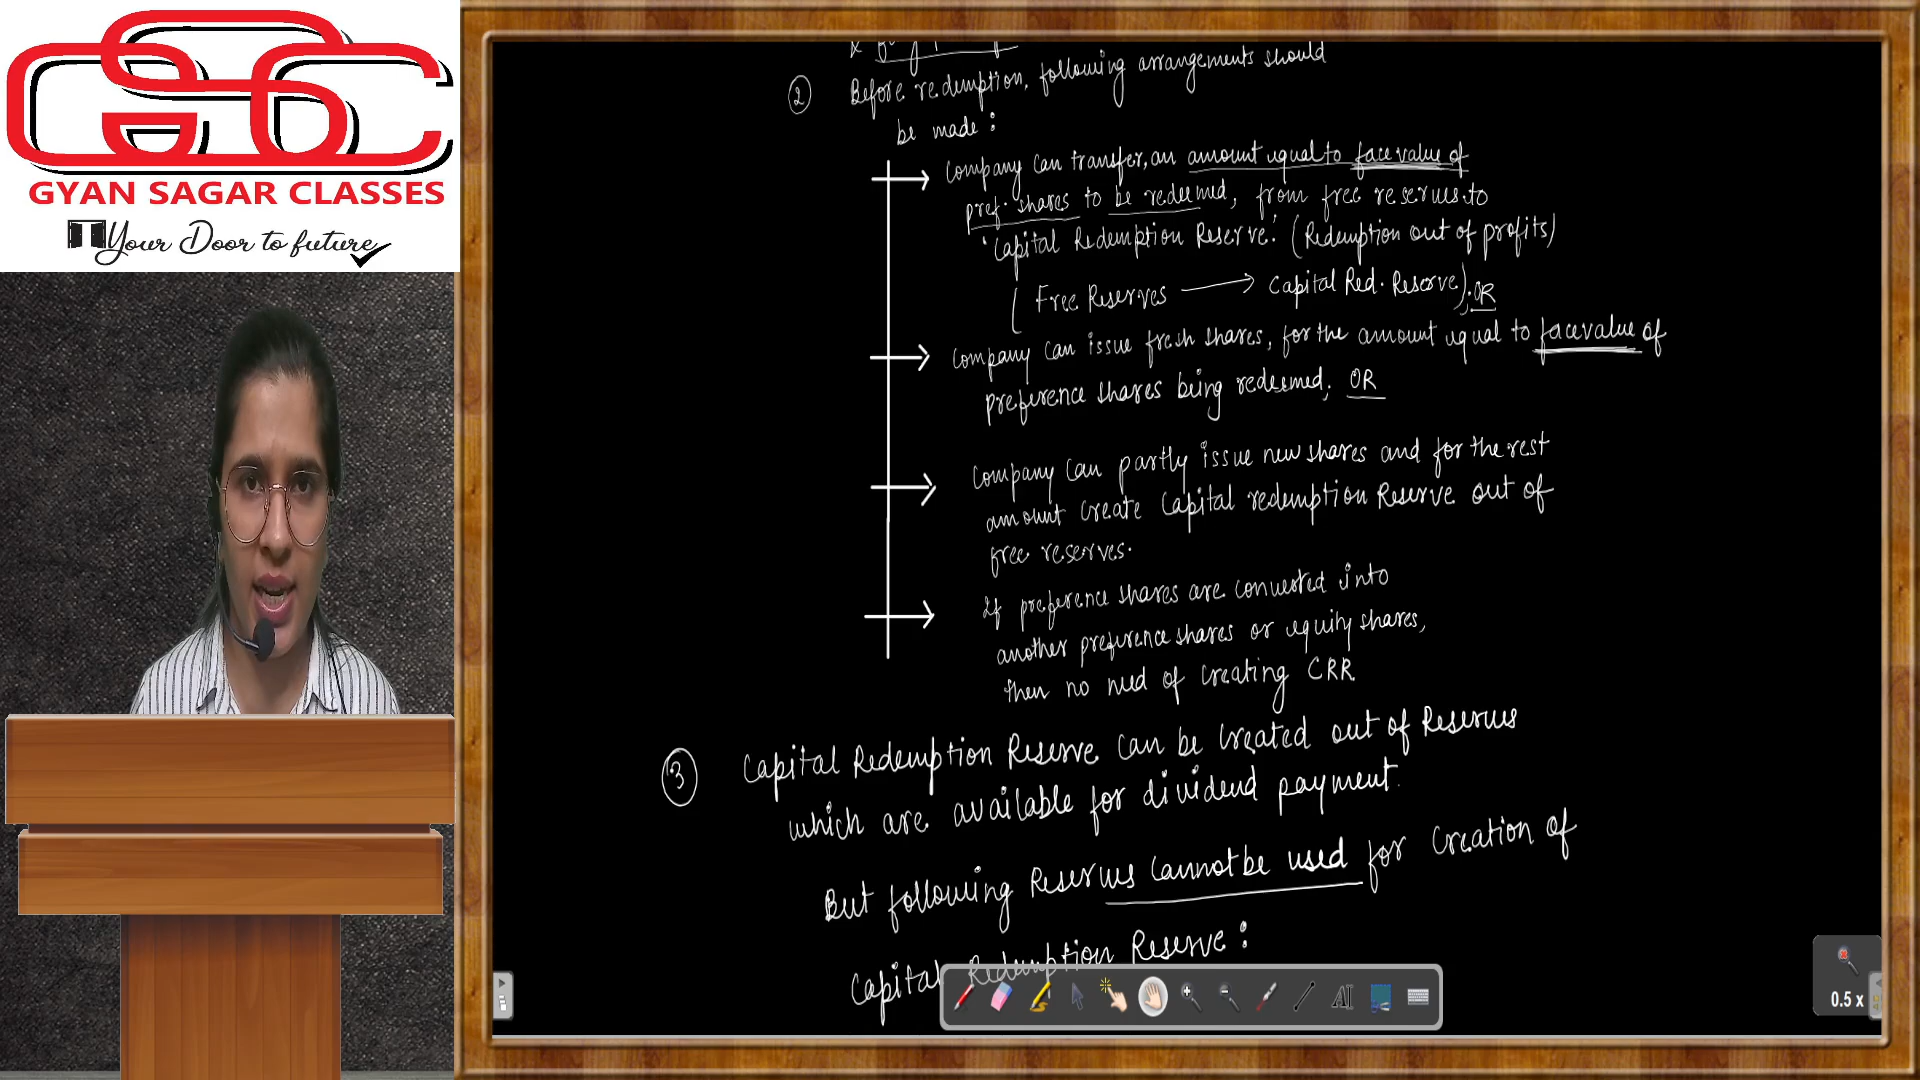 GSC
GYAN SAGAR CLASSES
Your Door to future
② Before redemption, following arrangements should
be made:
Company can transfer, an amount equal to face value of
pref. shares to be redeemed, from free reserves to
'Capital Redemption Reserve. (Redemption out of profits)
(Free Reserves → Capital Red. Reserve); OR
Company can issue fresh shares, for the amount equal to face value of
preference shares being redeemed; OR
Company can partly issue new shares and for the rest
amount create Capital redemption Reserve out of
free reserves.
If preference shares are converted into
another preference shares or equity shares,
then no need of creating CRR
③ Capital Redemption Reserve can be created out of Reserves
which are available for dividend payment.
But following Reserves cannot be used for creation of
Capital Redemption Reserve:
0.5 x